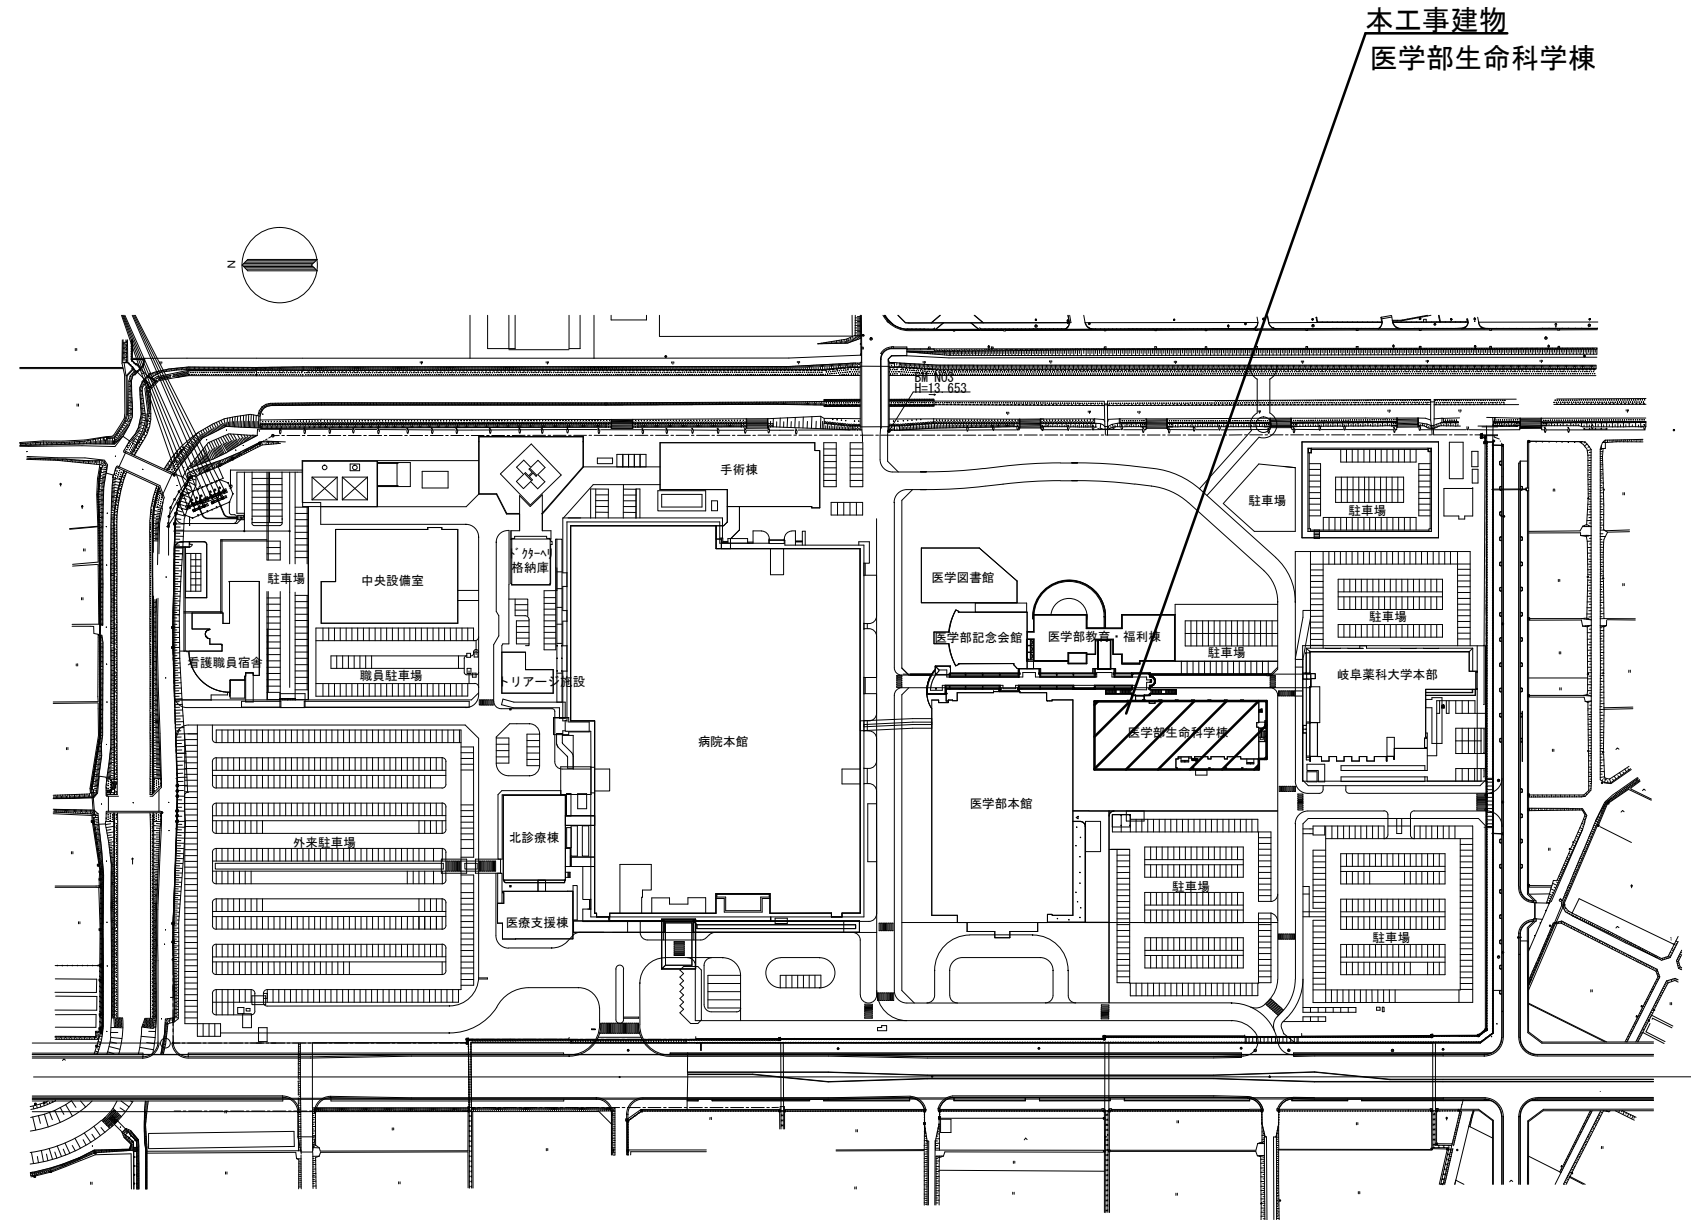 本工事建物
医学部生命科学棟
N
BM NO3
H=13.653
手術棟
駐車場
駐車場
ドクターヘリ
格納庫
中央設備室
駐車場
医学図書館
駐車場
医学部記念会館
医学部教育・福利棟
駐車場
看護職員宿舎
職員駐車場
トリアージ施設
岐阜薬科大学本部
病院本館
医学部生命科学棟
医学部本館
外来駐車場
北診療棟
駐車場
医療支援棟
駐車場